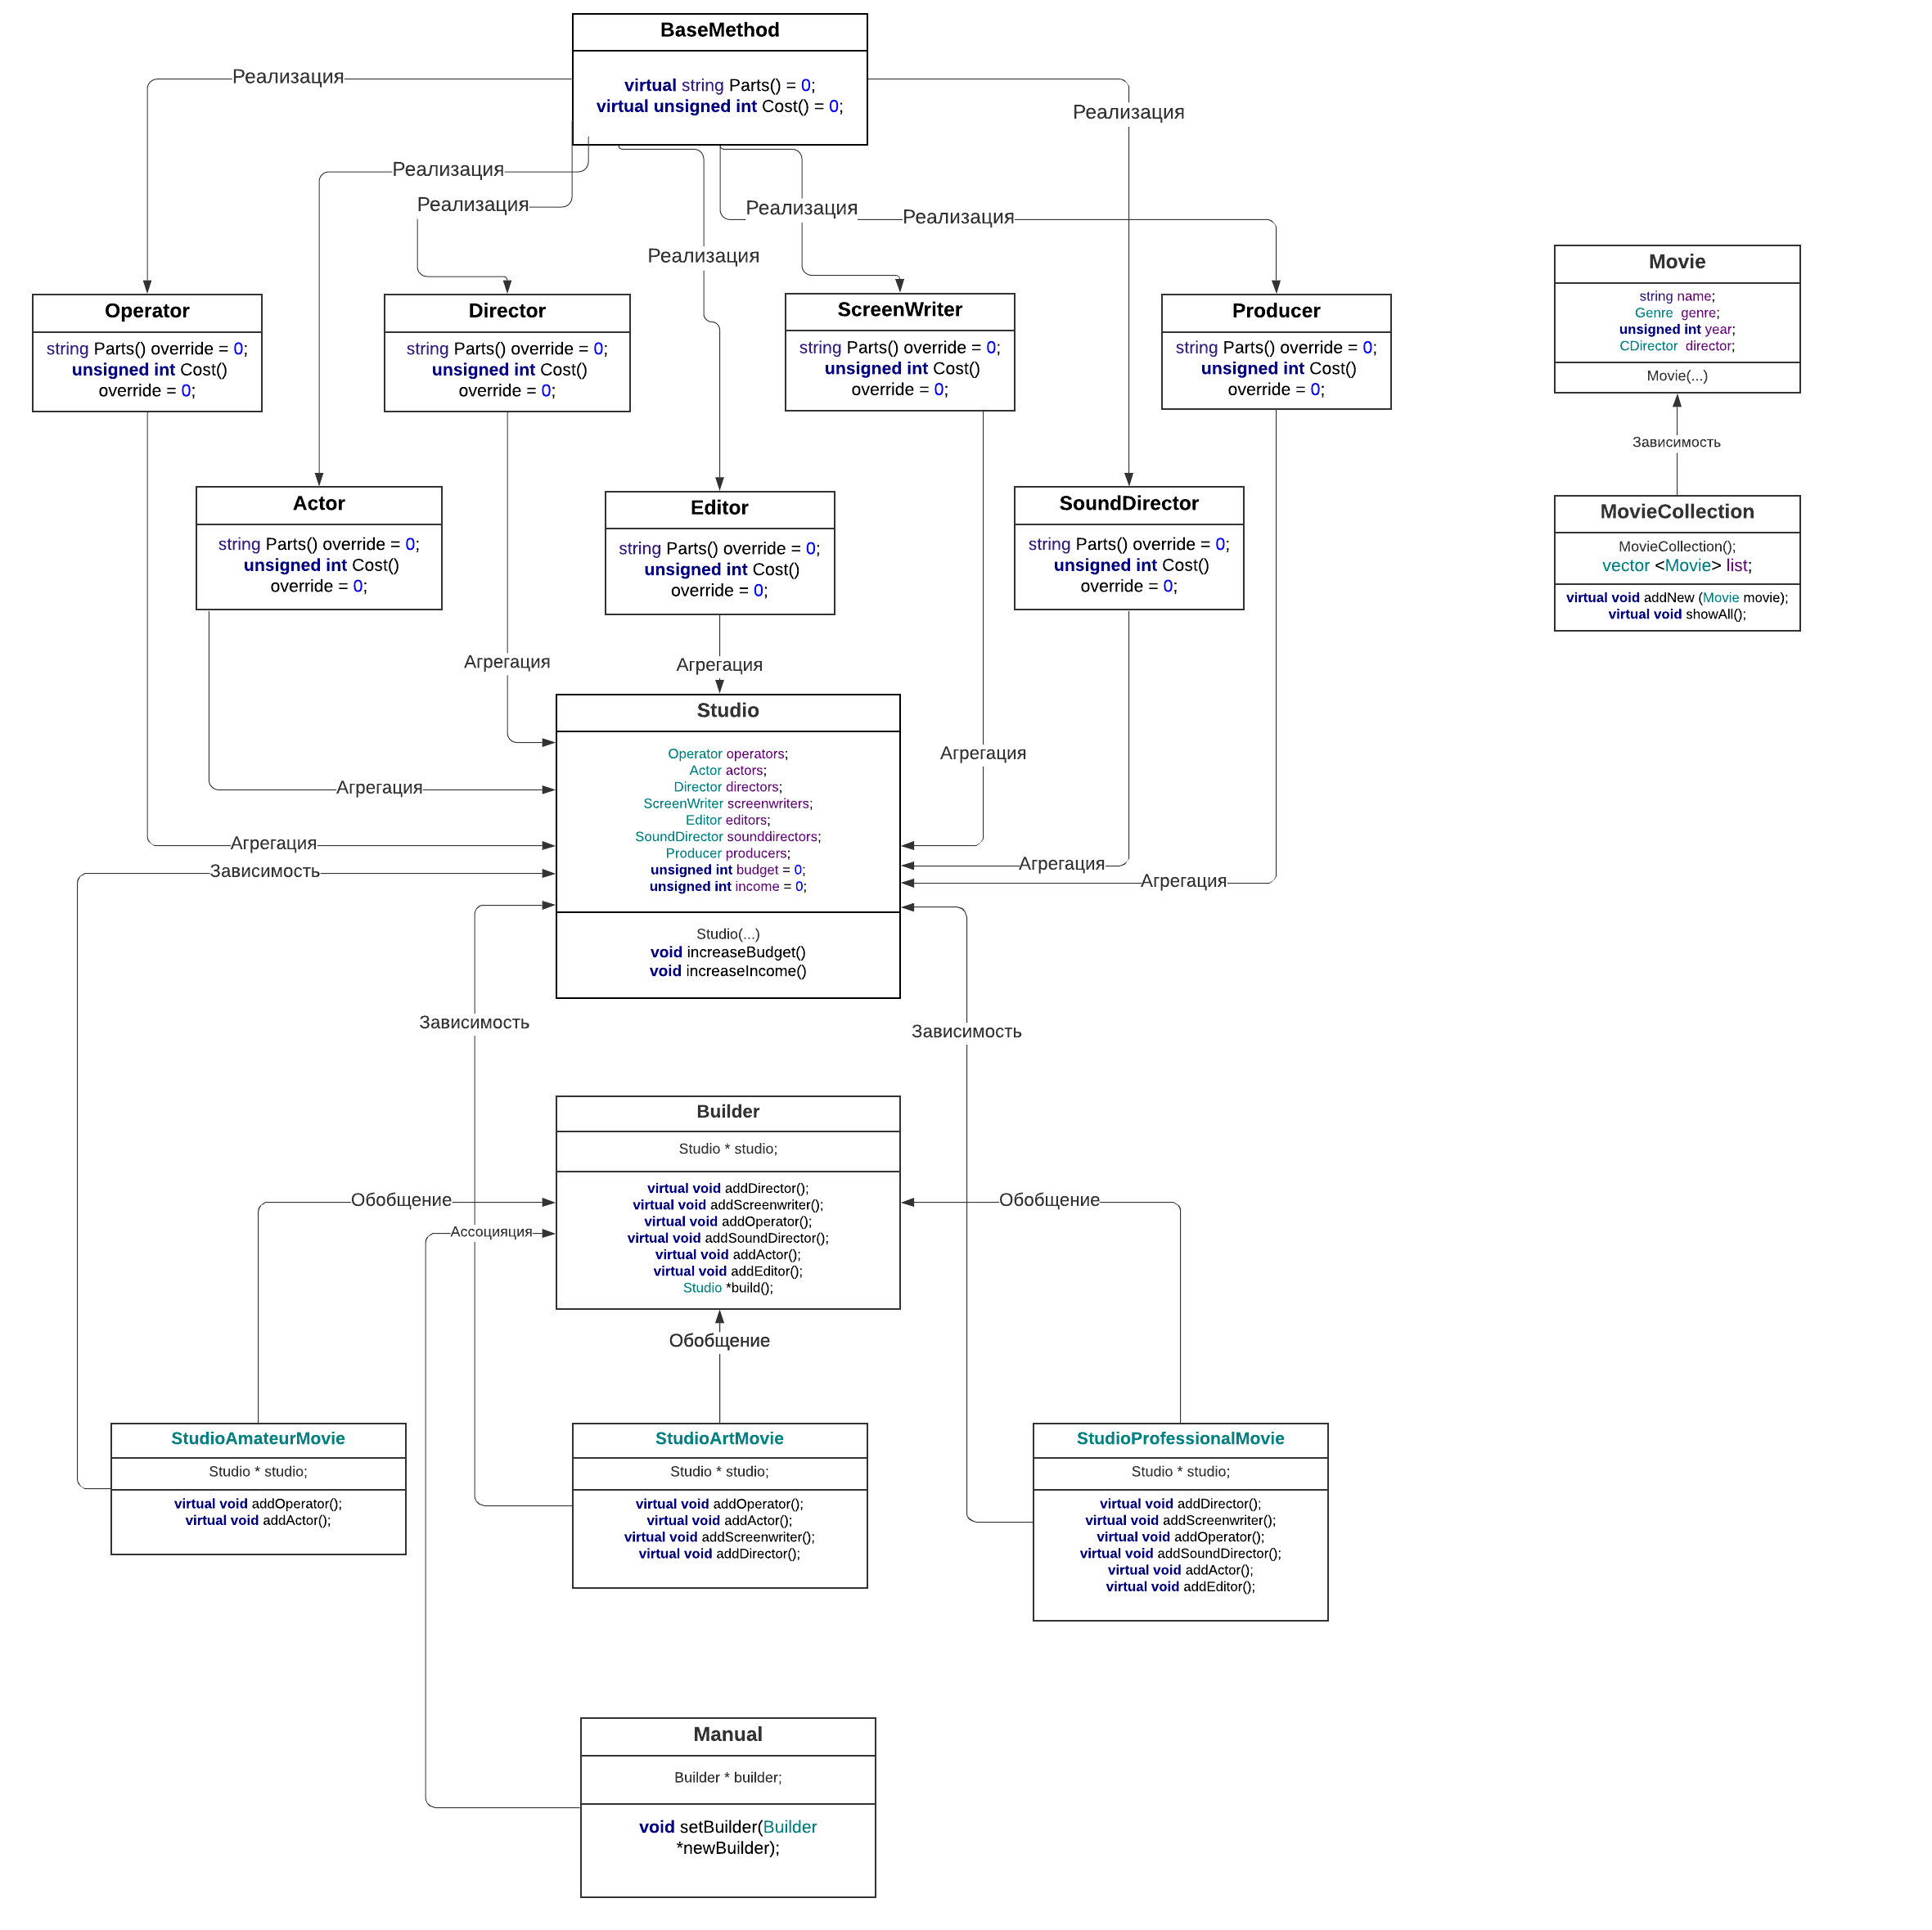 BaseMethod
virtual string Parts() = 0;
virtual unsigned int Cost() = 0;
Реализация
Реализация
Реализация
Реализация
Реализация
Реализация
Реализация
Operator
string Parts() override = 0;
unsigned int Cost()
override = 0;
Director
string Parts() override = 0;
unsigned int Cost()
override = 0;
ScreenWriter
string Parts() override = 0;
unsigned int Cost()
override = 0;
Producer
string Parts() override = 0;
unsigned int Cost()
override = 0;
Movie
string name;
Genre  genre;
unsigned int year;
CDirector  director;
Movie(...)
Зависимость
MovieCollection
MovieCollection();
vector <Movie> list;
virtual void addNew (Movie movie);
virtual void showAll();
Actor
string Parts() override = 0;
unsigned int Cost()
override = 0;
Editor
string Parts() override = 0;
unsigned int Cost()
override = 0;
SoundDirector
string Parts() override = 0;
unsigned int Cost()
override = 0;
Агрегация
Агрегация
Агрегация
Агрегация
Агрегация
Агрегация
Агрегация
Зависимость
Studio
Operator operators;
Actor actors;
Director directors;
ScreenWriter screenwriters;
Editor editors;
SoundDirector sounddirectors;
Producer producers;
unsigned int budget = 0;
unsigned int income = 0;
Studio(...)
void increaseBudget()
void increaseIncome()
Зависимость
Зависимость
Builder
Studio * studio;
virtual void addDirector();
virtual void addScreenwriter();
virtual void addOperator();
virtual void addSoundDirector();
virtual void addActor();
virtual void addEditor();
Studio *build();
Обобщение
Обобщение
Ассоцияция
Обобщение
StudioAmateurMovie
Studio * studio;
virtual void addOperator();
virtual void addActor();
StudioArtMovie
Studio * studio;
virtual void addOperator();
virtual void addActor();
virtual void addScreenwriter();
virtual void addDirector();
StudioProfessionalMovie
Studio * studio;
virtual void addDirector();
virtual void addScreenwriter();
virtual void addOperator();
virtual void addSoundDirector();
virtual void addActor();
virtual void addEditor();
Manual
Builder * builder;
void setBuilder(Builder
*newBuilder);